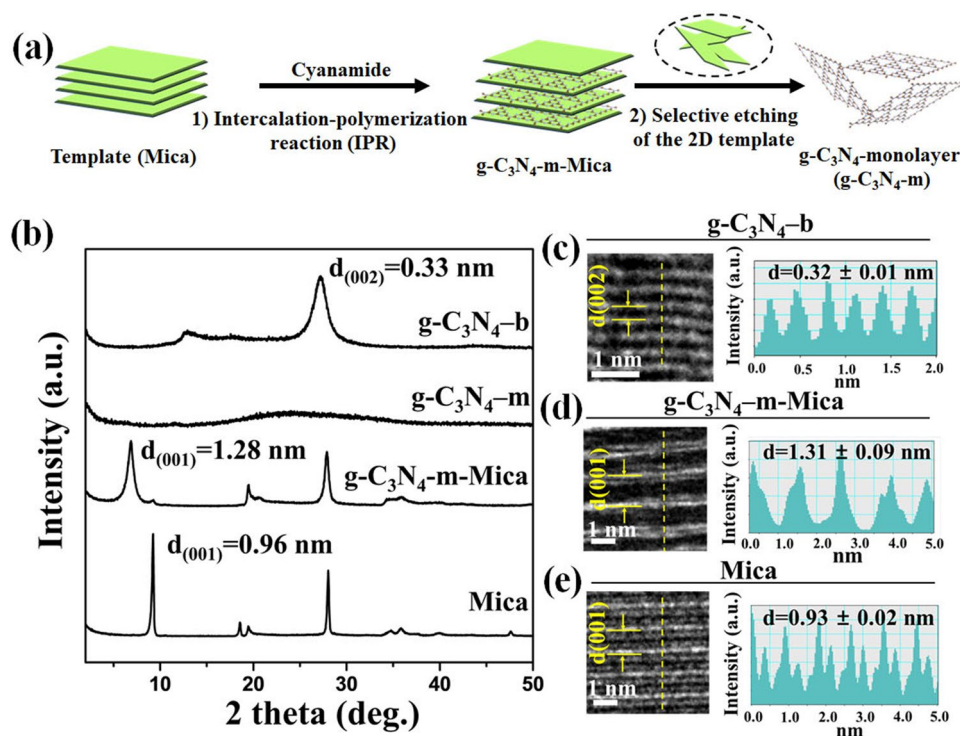 (a)
Cyanamide
1) Intercalation-polymerization
reaction (IPR)
2) Selective etching
of the 2D template
Template (Mica)
g-C₃N₄-m-Mica
g-C₃N₄-monolayer
(g-C₃N₄-m)
(b)
Intensity (a.u.)
d(002)=0.33 nm
g-C₃N₄–b
g-C₃N₄–m
d(001)=1.28 nm
g-C₃N₄-m-Mica
d(001)=0.96 nm
Mica
10 20 30 40 50
2 theta (deg.)
(c)
g-C₃N₄–b
d(002)
1 nm
Intensity (a.u.)
d=0.32 ± 0.01 nm
0.0 0.5 1.0 1.5 2.0
nm
(d)
g-C₃N₄–m-Mica
d(001)
1 nm
Intensity (a.u.)
d=1.31 ± 0.09 nm
0.0 1.0 2.0 3.0 4.0 5.0
nm
(e)
Mica
d(001)
1 nm
Intensity (a.u.)
d=0.93 ± 0.02 nm
0.0 1.0 2.0 3.0 4.0 5.0
nm